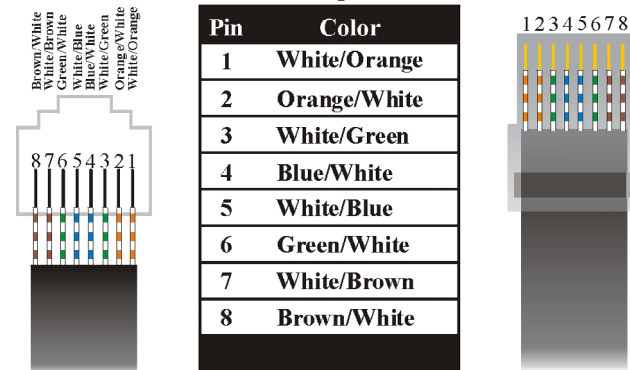 Brown/White
White/Brown
Green/White
White/Blue
Blue/White
White/Green
Orange/White
White/Orange
87654321
Pin Color
1 White/Orange
2 Orange/White
3 White/Green
4 Blue/White
5 White/Blue
6 Green/White
7 White/Brown
8 Brown/White
12345678